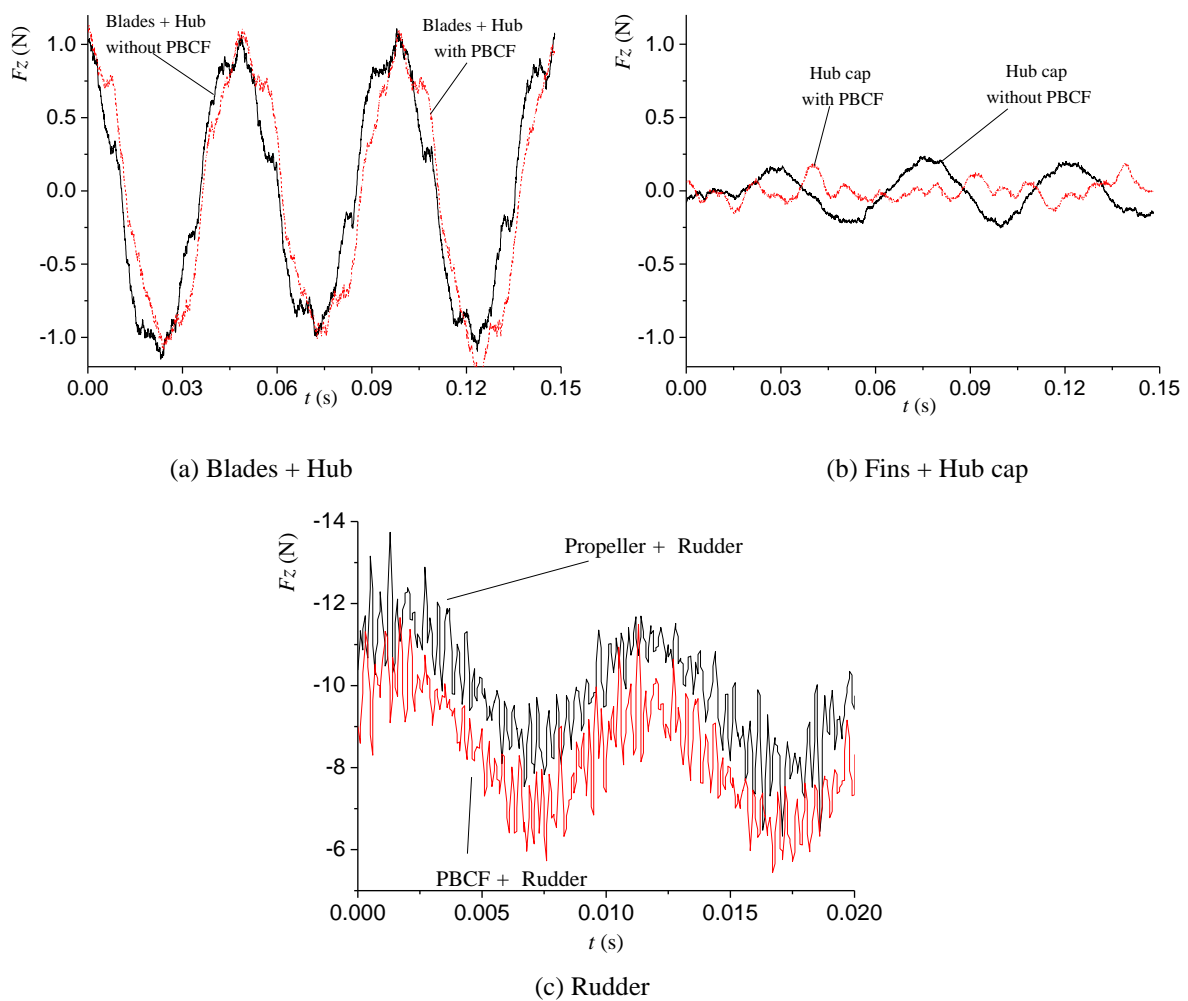 Blades + Hub
without PBCF
Blades + Hub
with PBCF
Fz (N)
1.0
0.5
0.0
-0.5
-1.0
0.00
0.03
0.06
0.09
0.12
0.15
t (s)
(a) Blades + Hub
Fz (N)
1.0
0.5
0.0
-0.5
-1.0
Hub cap
with PBCF
Hub cap
without PBCF
0.00
0.03
0.06
0.09
0.12
0.15
t (s)
(b) Fins + Hub cap
Fz (N)
-14
-12
-10
-8
-6
Propeller + Rudder
PBCF + Rudder
0.000
0.005
0.010
0.015
0.020
t (s)
(c) Rudder